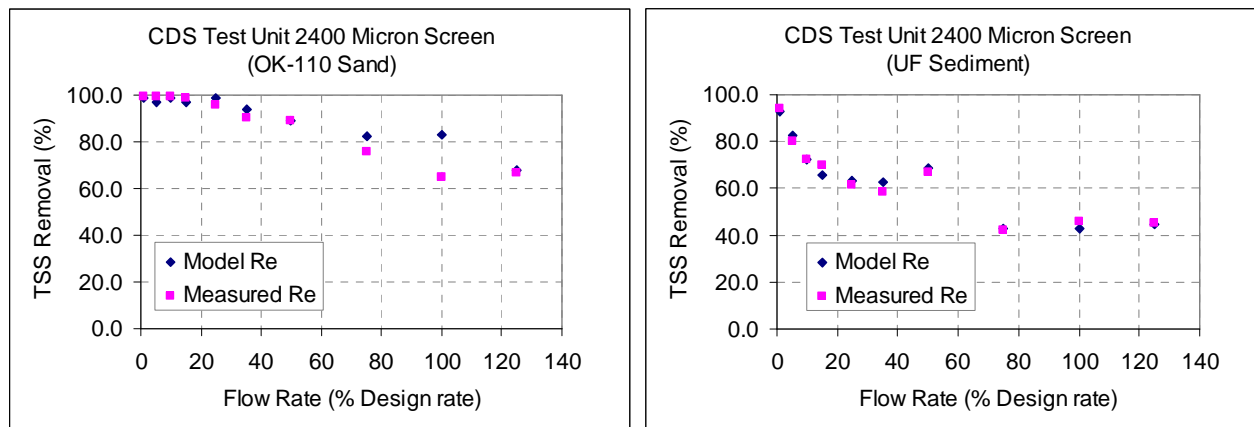 CDS Test Unit 2400 Micron Screen
(OK-110 Sand)
100.0
80.0
60.0
40.0
20.0
0.0
TSS Removal (%)
Model Re
Measured Re
0 20 40 60 80 100 120 140
Flow Rate (% Design rate)
CDS Test Unit 2400 Micron Screen
(UF Sediment)
100.0
80.0
60.0
40.0
20.0
0.0
TSS Removal (%)
Model Re
Measured Re
0 20 40 60 80 100 120 140
Flow Rate (% Design rate)